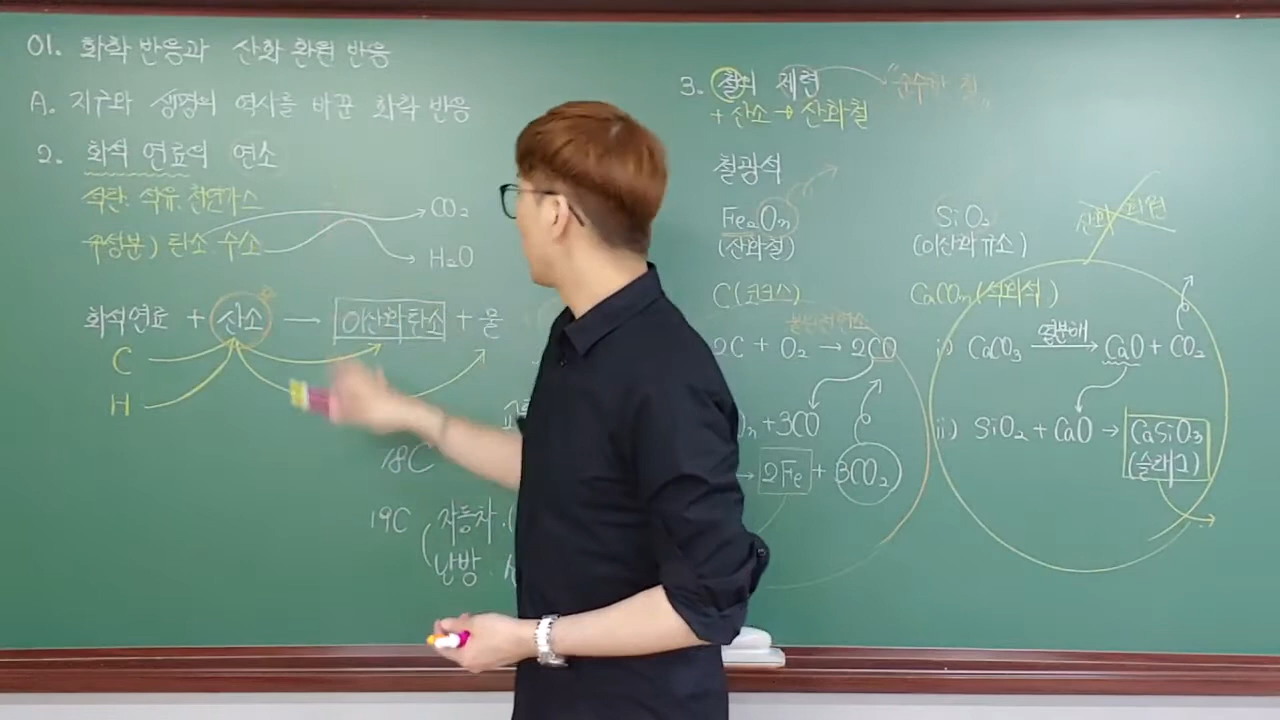 01. 화학 반응과 산화 환원 반응
A. 지구와 생명의 역사를 바꾼 화학 반응
2. 화석 연료의 연소
석탄. 석유. 천연가스
주성분) 탄소. 수소
CO₂
H₂O
화석연료 + 산소 → 이산화탄소 + 물
C
H
18C
19C
자동차.
난방.
3. 철의 제련 "순수한 철"
+ 산소 → 산화철
철광석
Fe₂O₃
(산화철)
C (코크스)
불완전연소
2C + O₂ → 2CO
+3CO
→ 2Fe + 3CO₂
SiO₂
(이산화규소)
산화 환원
CaCO₃ (석회석)
i) CaCO₃ 열분해 CaO + CO₂
ii) SiO₂ + CaO → CaSiO₃
(슬래그)